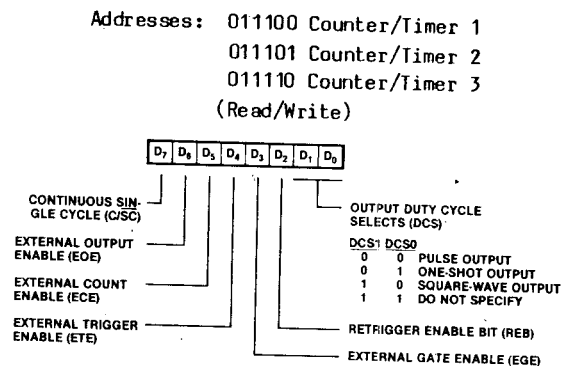 Addresses: 011100 Counter/Timer 1
011101 Counter/Timer 2
011110 Counter/Timer 3
(Read/Write)
D7 D6 D5 D4 D3 D2 D1 D0
CONTINUOUS SIN-
GLE CYCLE (C/SC)
EXTERNAL OUTPUT
ENABLE (EOE)
EXTERNAL COUNT
ENABLE (ECE)
EXTERNAL TRIGGER
ENABLE (ETE)
OUTPUT DUTY CYCLE
SELECTS (DCS)
DCS1 DCS0
0 0 PULSE OUTPUT
0 1 ONE-SHOT OUTPUT
1 0 SQUARE-WAVE OUTPUT
1 1 DO NOT SPECIFY
RETRIGGER ENABLE BIT (REB)
EXTERNAL GATE ENABLE (EGE)